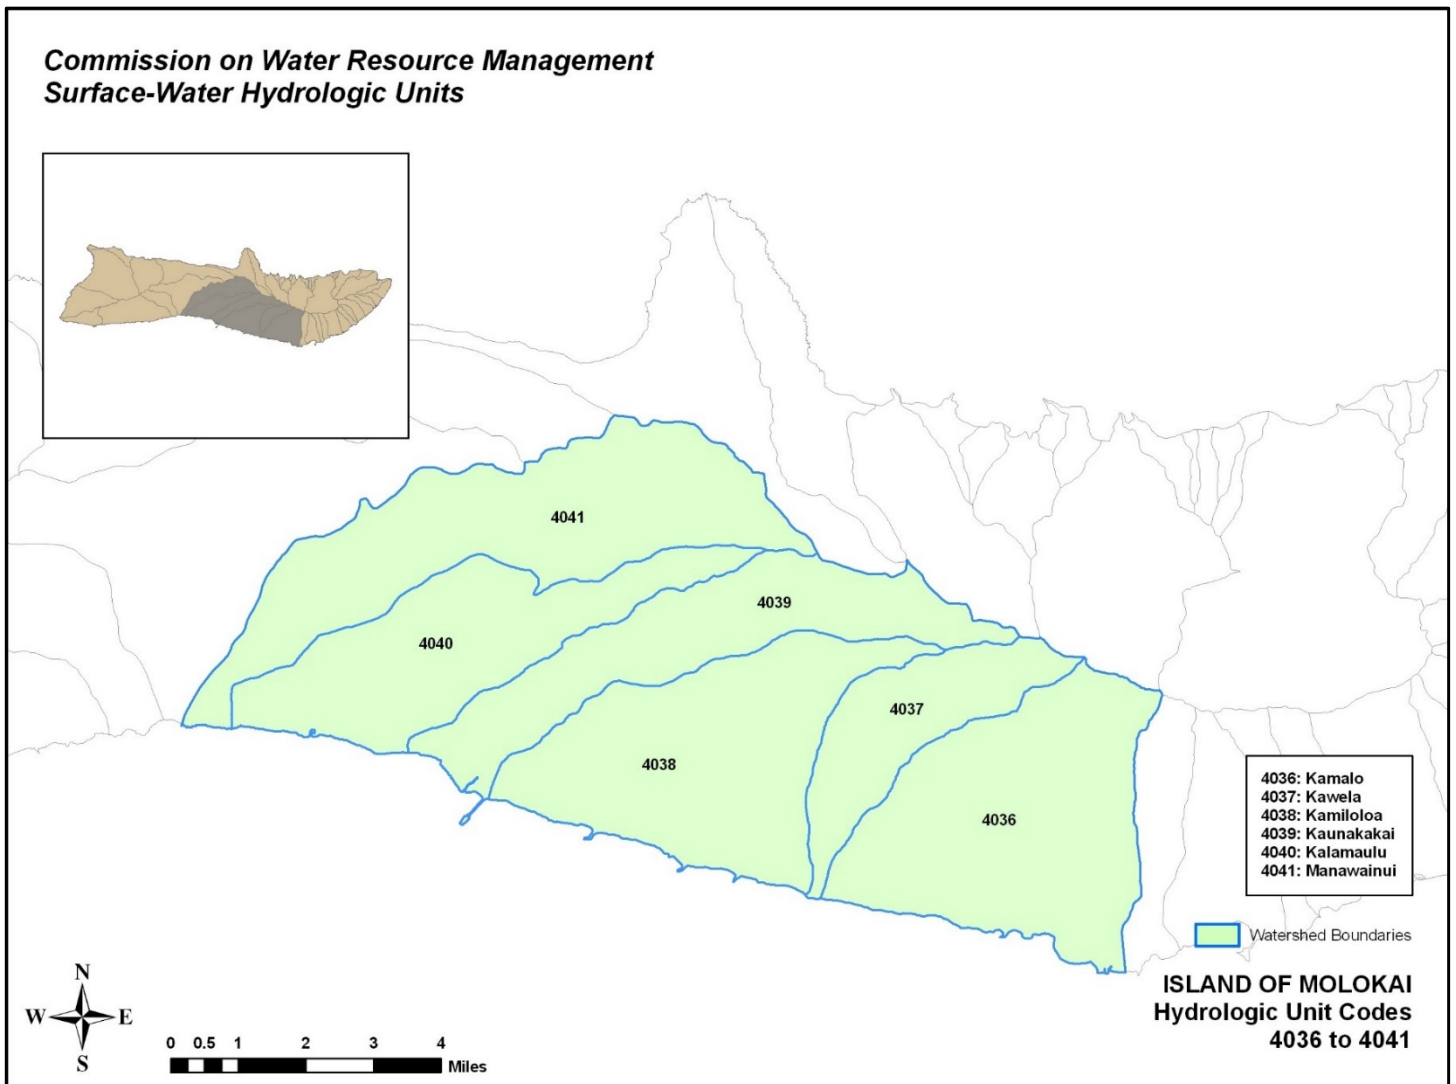 Commission on Water Resource Management
Surface-Water Hydrologic Units
4041
4039
4040
4037
4038
4036
4036: Kamalo
4037: Kawela
4038: Kamiloloa
4039: Kaunakakai
4040: Kalamaulu
4041: Manawainui
Watershed Boundaries
ISLAND OF MOLOKAI
Hydrologic Unit Codes
4036 to 4041
N
W E
S
0 0.5 1 2 3 4
Miles